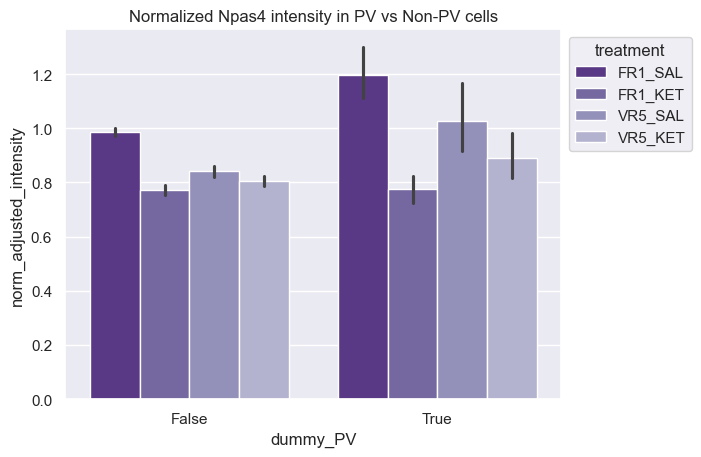 Normalized Npas4 intensity in PV vs Non-PV cells
norm_adjusted_intensity
1.2
1.0
0.8
0.6
0.4
0.2
0.0
False
True
dummy_PV
treatment
FR1_SAL
FR1_KET
VR5_SAL
VR5_KET